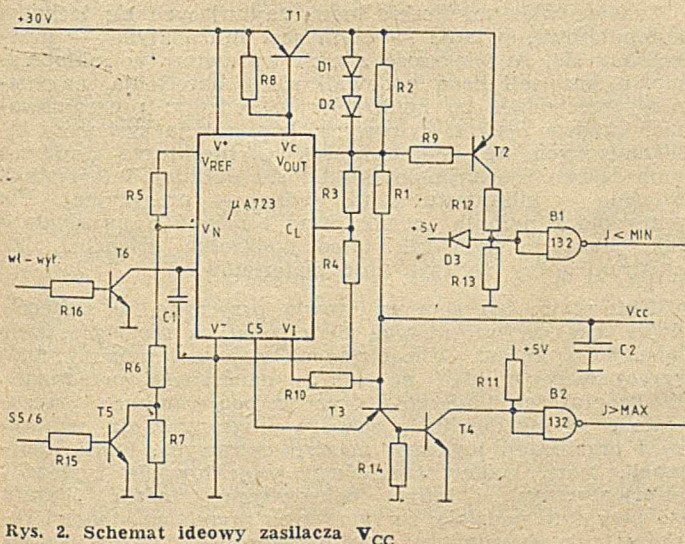 +30V
T1
R8
D1
D2
R2
R9
T2
V+
Vc
VREF
VOUT
μA723
R5
VN
CL
R3
R1
R4
R12
+5V
B1
132
J < MIN
D3
R13
wł – wył.
T6
R16
C1
V-
CS
VI
Vcc
C2
R6
R10
+5V
R11
B2
132
J>MAX
T3
T4
S5/6
T5
R15
R7
R14
Rys. 2. Schemat ideowy zasilacza VCC